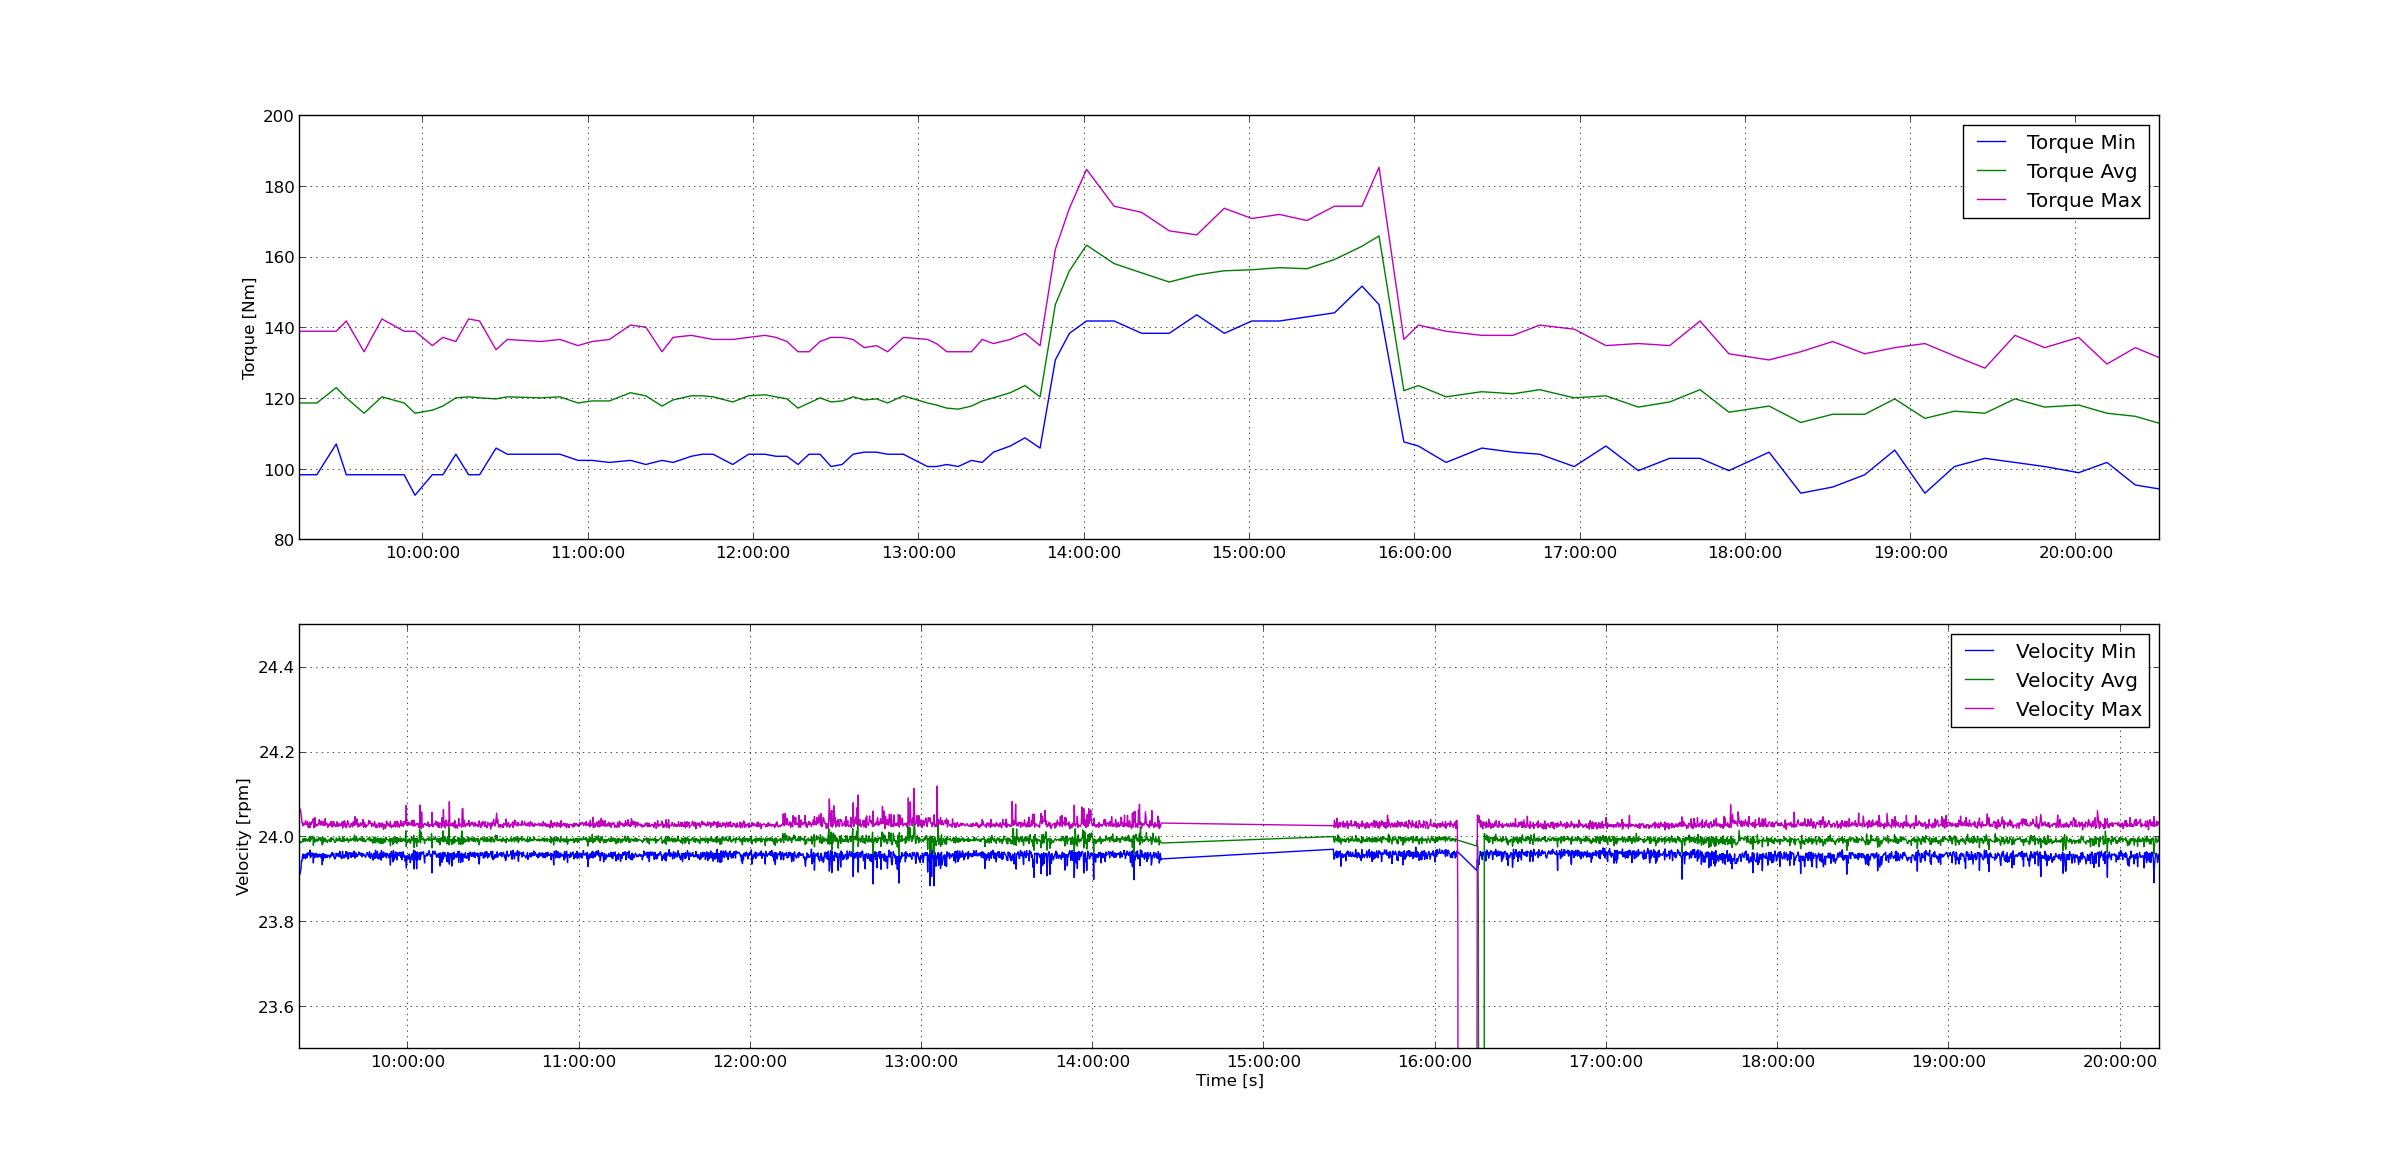 200
180
160
140
120
100
80
Torque [Nm]
Torque Min
Torque Avg
Torque Max
10:00:00 11:00:00 12:00:00 13:00:00 14:00:00 15:00:00 16:00:00 17:00:00 18:00:00 19:00:00 20:00:00
24.4
24.2
24.0
23.8
23.6
Velocity [rpm]
Velocity Min
Velocity Avg
Velocity Max
10:00:00 11:00:00 12:00:00 13:00:00 14:00:00 15:00:00 16:00:00 17:00:00 18:00:00 19:00:00 20:00:00
Time [s]